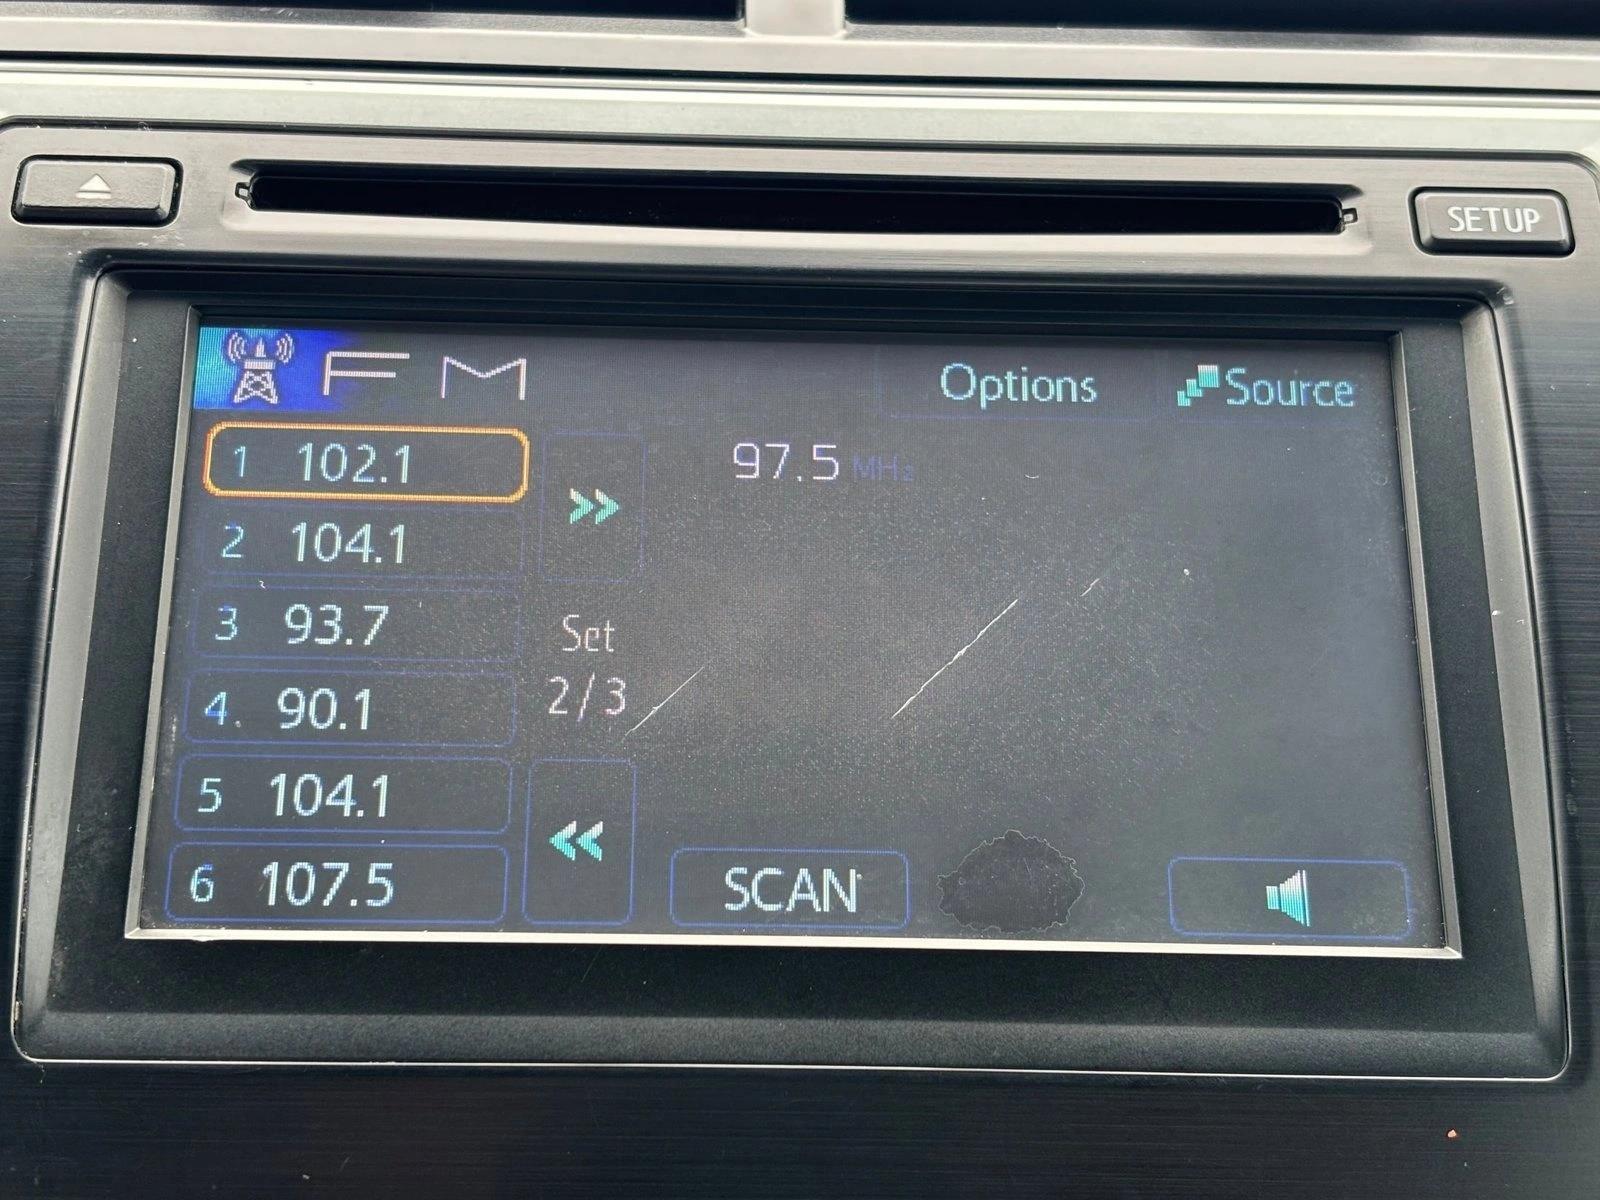 SETUP
FM
Options
Source
1 102.1
97.5 MHz
2 104.1
3 93.7
Set
2/3
4 90.1
5 104.1
6 107.5
SCAN